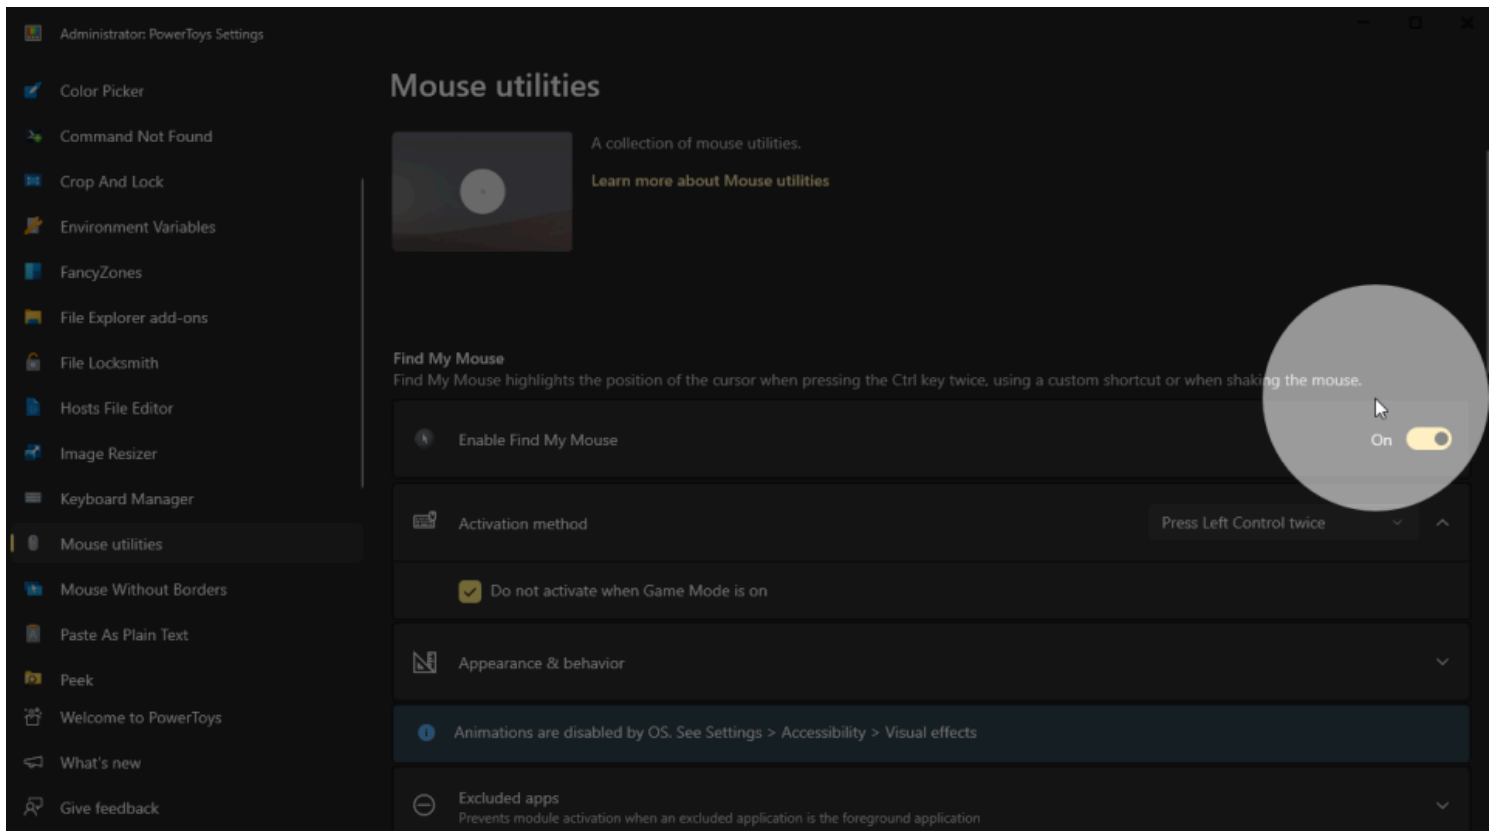 Administrator: PowerToys Settings
Color Picker
Command Not Found
Crop And Lock
Environment Variables
FancyZones
File Explorer add-ons
File Locksmith
Hosts File Editor
Image Resizer
Keyboard Manager
Mouse utilities
Mouse Without Borders
Paste As Plain Text
Peek
Welcome to PowerToys
What's new
Give feedback
Mouse utilities
A collection of mouse utilities.
Learn more about Mouse utilities
Find My Mouse
Find My Mouse highlights the position of the cursor when pressing the Ctrl key twice, using a custom shortcut or when shaking the mouse.
Enable Find My Mouse
On
Activation method
Press Left Control twice
Do not activate when Game Mode is on
Appearance & behavior
Animations are disabled by OS. See Settings > Accessibility > Visual effects
Excluded apps
Prevents module activation when an excluded application is the foreground application